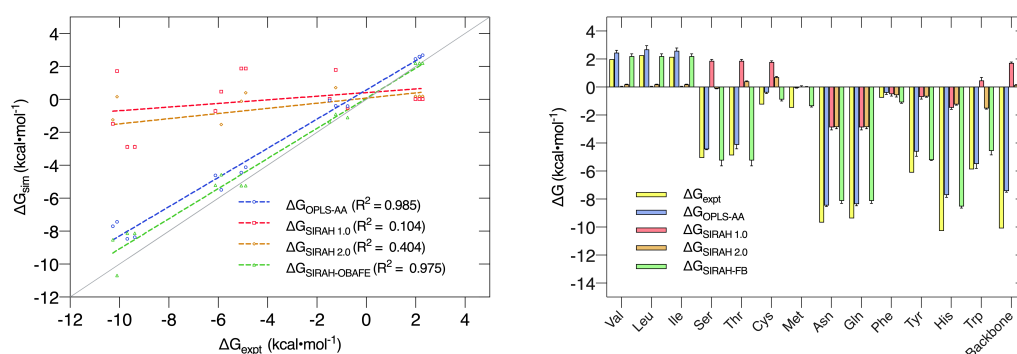 4
2
0
-2
-4
-6
-8
-10
-12
-12 -10 -8 -6 -4 -2 0 2 4
ΔGsim (kcal•mol-1)
ΔGexpt (kcal•mol-1)
ΔGOPLS-AA (R2 = 0.985)
ΔGSIRAH 1.0 (R2 = 0.104)
ΔGSIRAH 2.0 (R2 = 0.404)
ΔGSIRAH-OBAFE (R2 = 0.975)
4
2
0
-2
-4
-6
-8
-10
-12
-14
ΔG (kcal•mol-1)
ΔGexpt
ΔGOPLS-AA
ΔGSIRAH 1.0
ΔGSIRAH 2.0
ΔGSIRAH-FB
Val Leu Ile Ser Thr Cys Met Asn Gln Phe Tyr His Trp Backbone